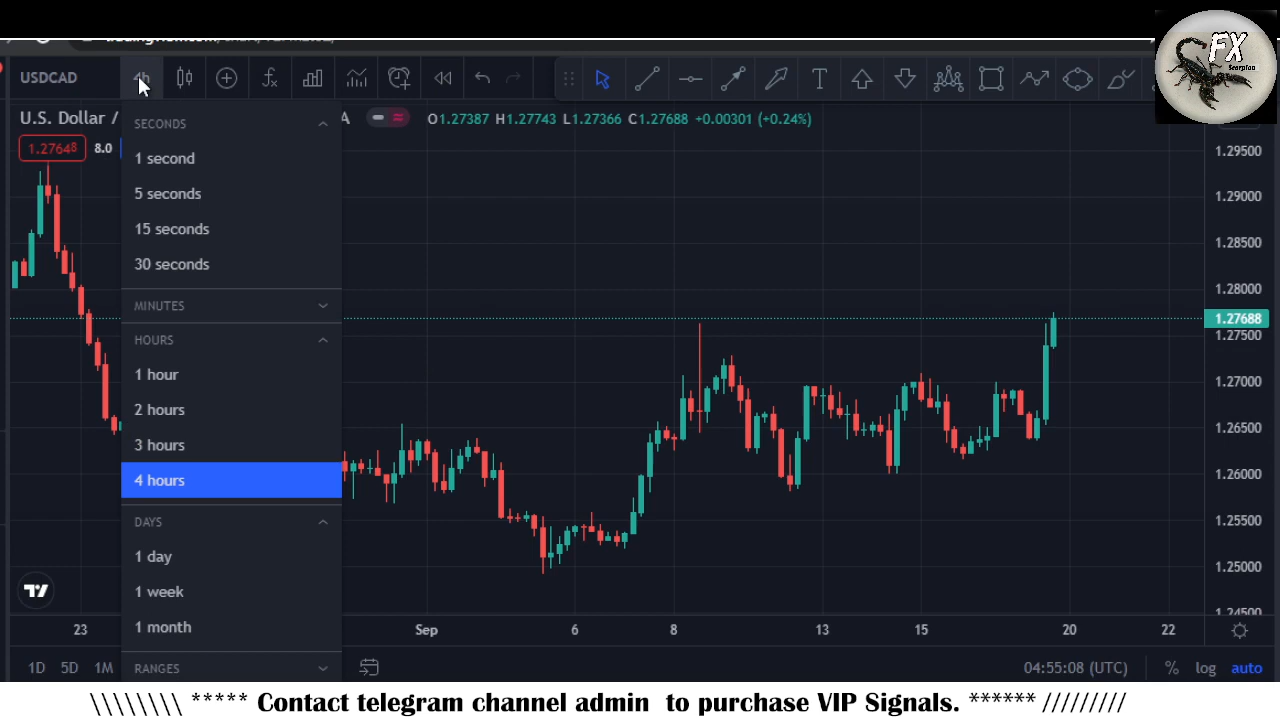 FX
Scorpion
USDCAD
4h
T
U.S. Dollar /
A
O1.27387 H1.27743 L1.27366 C1.27688 +0.00301 (+0.24%)
1.27648 8.0
SECONDS
1 second
5 seconds
15 seconds
30 seconds
MINUTES
HOURS
1 hour
2 hours
3 hours
4 hours
DAYS
1 day
1 week
1 month
RANGES
1.29500
1.29000
1.28500
1.28000
1.27688
1.27500
1.27000
1.26500
1.26000
1.25500
1.25000
1.24500
23 Sep 6 8 13 15 20 22
1D 5D 1M
04:55:08 (UTC) % log auto
\\\\\\\\ ***** Contact telegram channel admin to purchase VIP Signals. ****** /////////